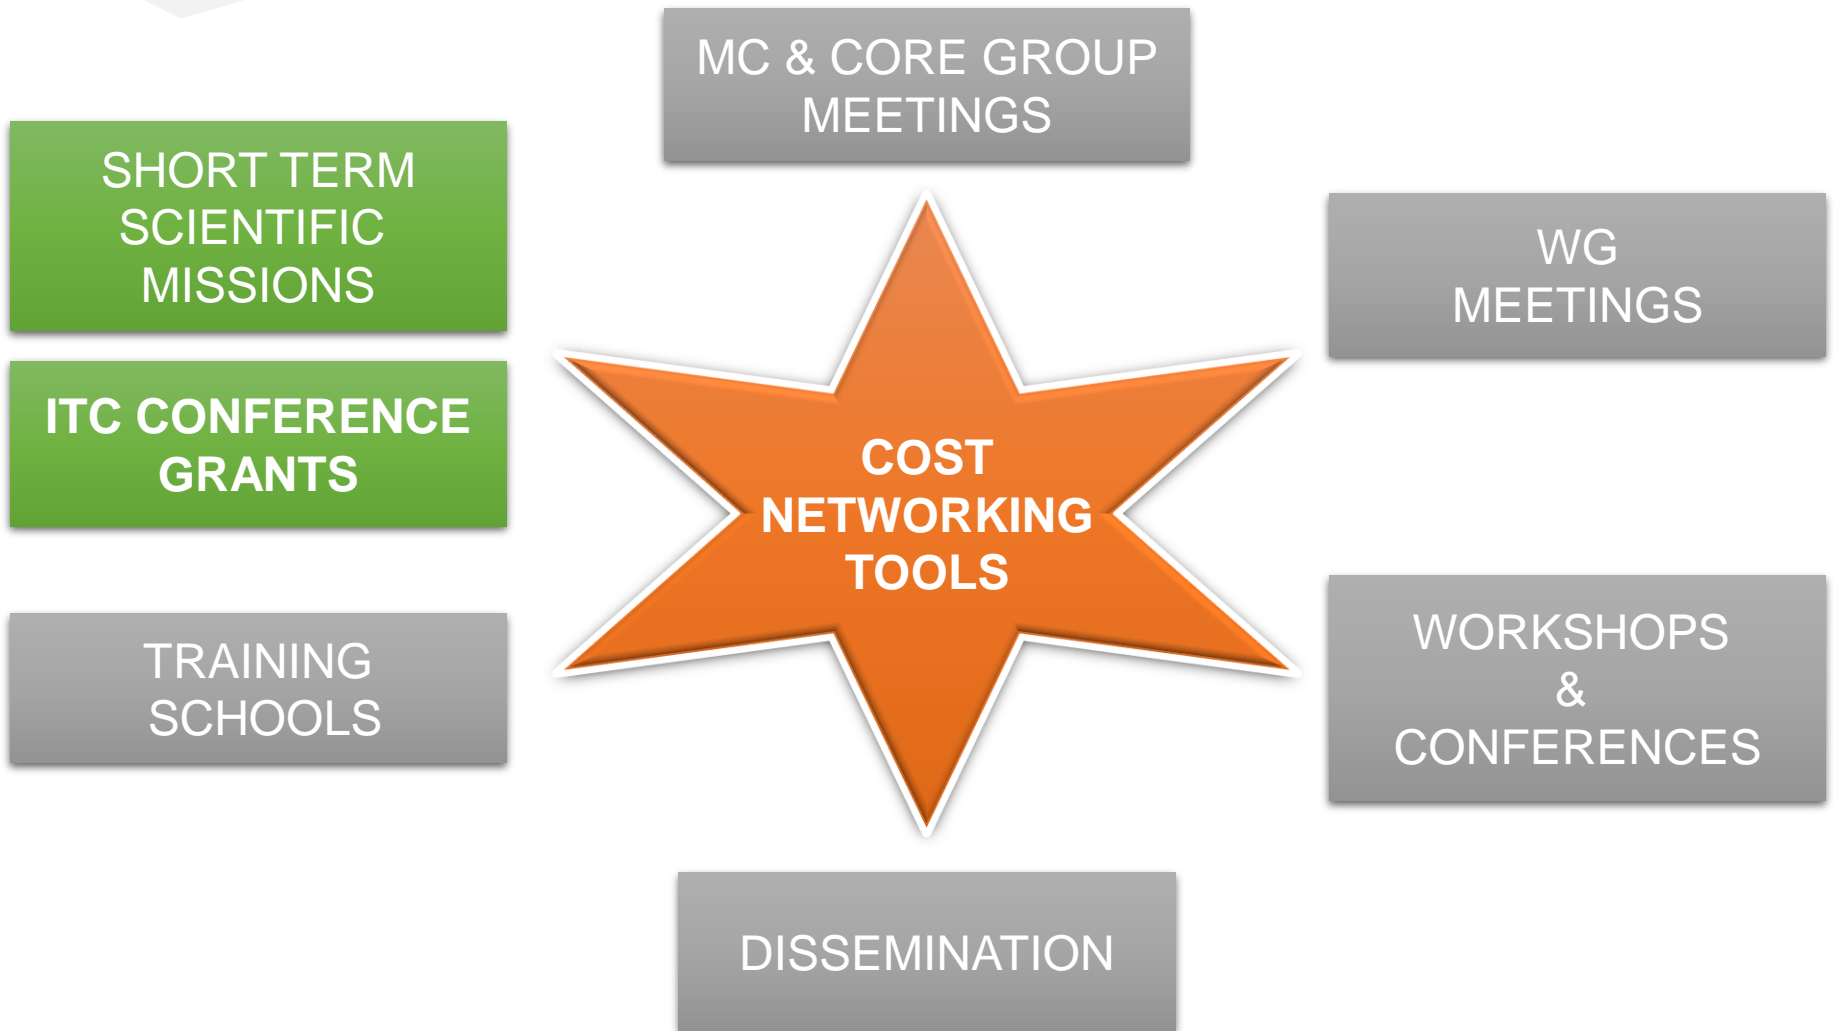 MC & CORE GROUP
MEETINGS
SHORT TERM
SCIENTIFIC
MISSIONS
WG
MEETINGS
ITC CONFERENCE
GRANTS
COST
NETWORKING
TOOLS
TRAINING
SCHOOLS
WORKSHOPS
&
CONFERENCES
DISSEMINATION